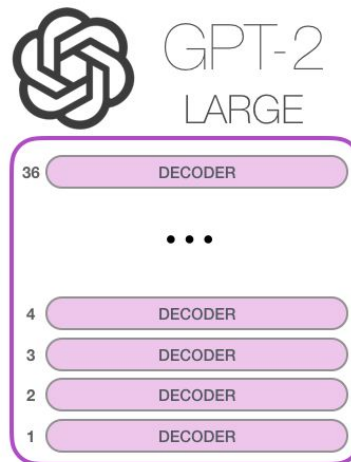 GPT-2
LARGE
36 DECODER
...
4 DECODER
3 DECODER
2 DECODER
1 DECODER